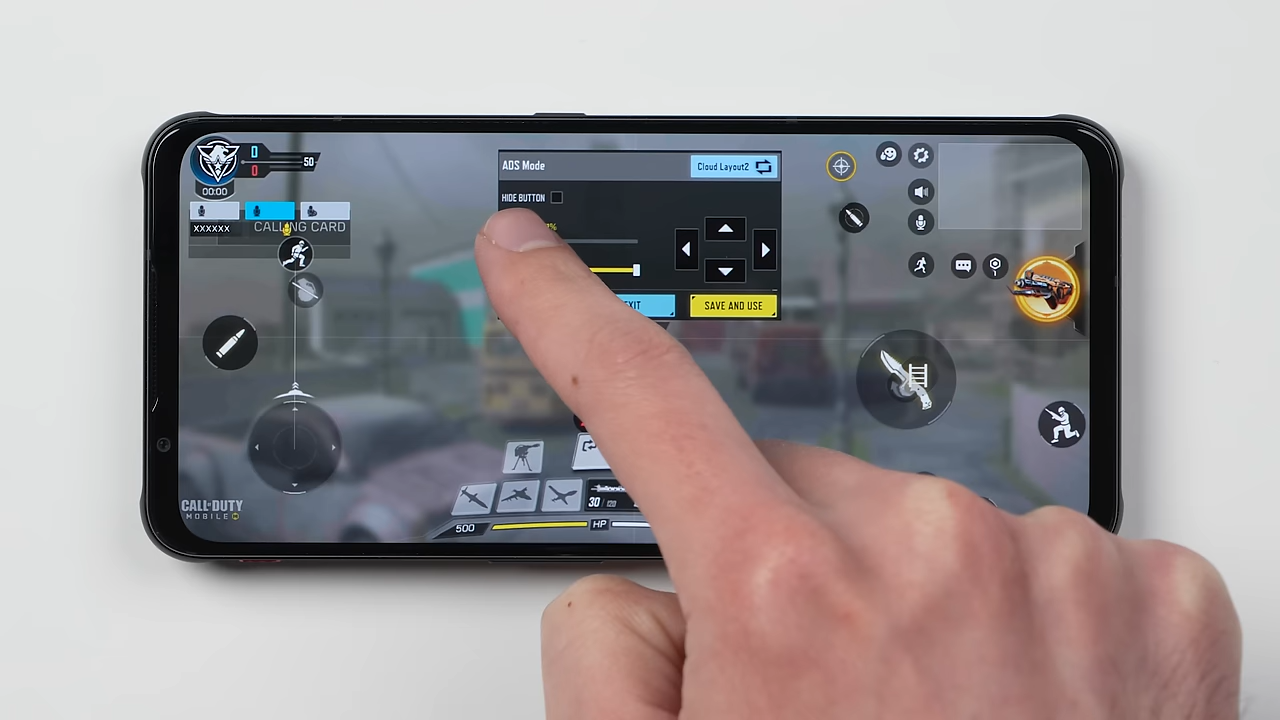 0
0
50
00:00
XXXXXX
CALLING CARD
ADS Mode
Cloud Layout2
HIDE BUTTON
%
SAVE AND USE
CALL OF DUTY
MOBILE
30
500
HP